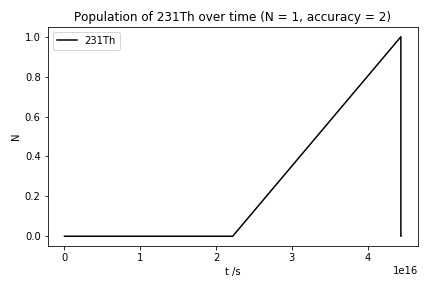 Population of 231Th over time (N = 1, accuracy = 2)
231Th
N
1.0
0.8
0.6
0.4
0.2
0.0
0 1 2 3 4
1e16
t /s